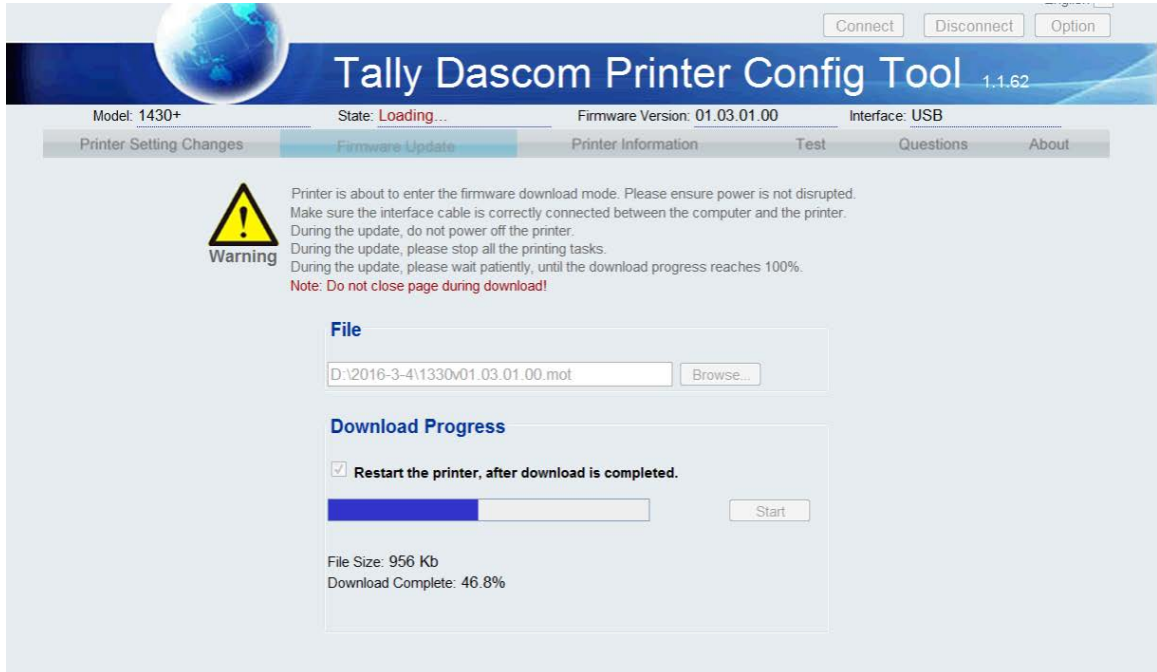 Connect Disconnect Option
Tally Dascom Printer Config Tool 1.1.62
Model: 1430+ State: Loading... Firmware Version: 01.03.01.00 Interface: USB
Printer Setting Changes Firmware Update Printer Information Test Questions About
Printer is about to enter the firmware download mode. Please ensure power is not disrupted.
Make sure the interface cable is correctly connected between the computer and the printer.
During the update, do not power off the printer.
During the update, please stop all the printing tasks.
During the update, please wait patiently, until the download progress reaches 100%.
Note: Do not close page during download!
Warning
File
D:\2016-3-4\1330v01.03.01.00.mot Browse...
Download Progress
Restart the printer, after download is completed.
Start
File Size: 956 Kb
Download Complete: 46.8%